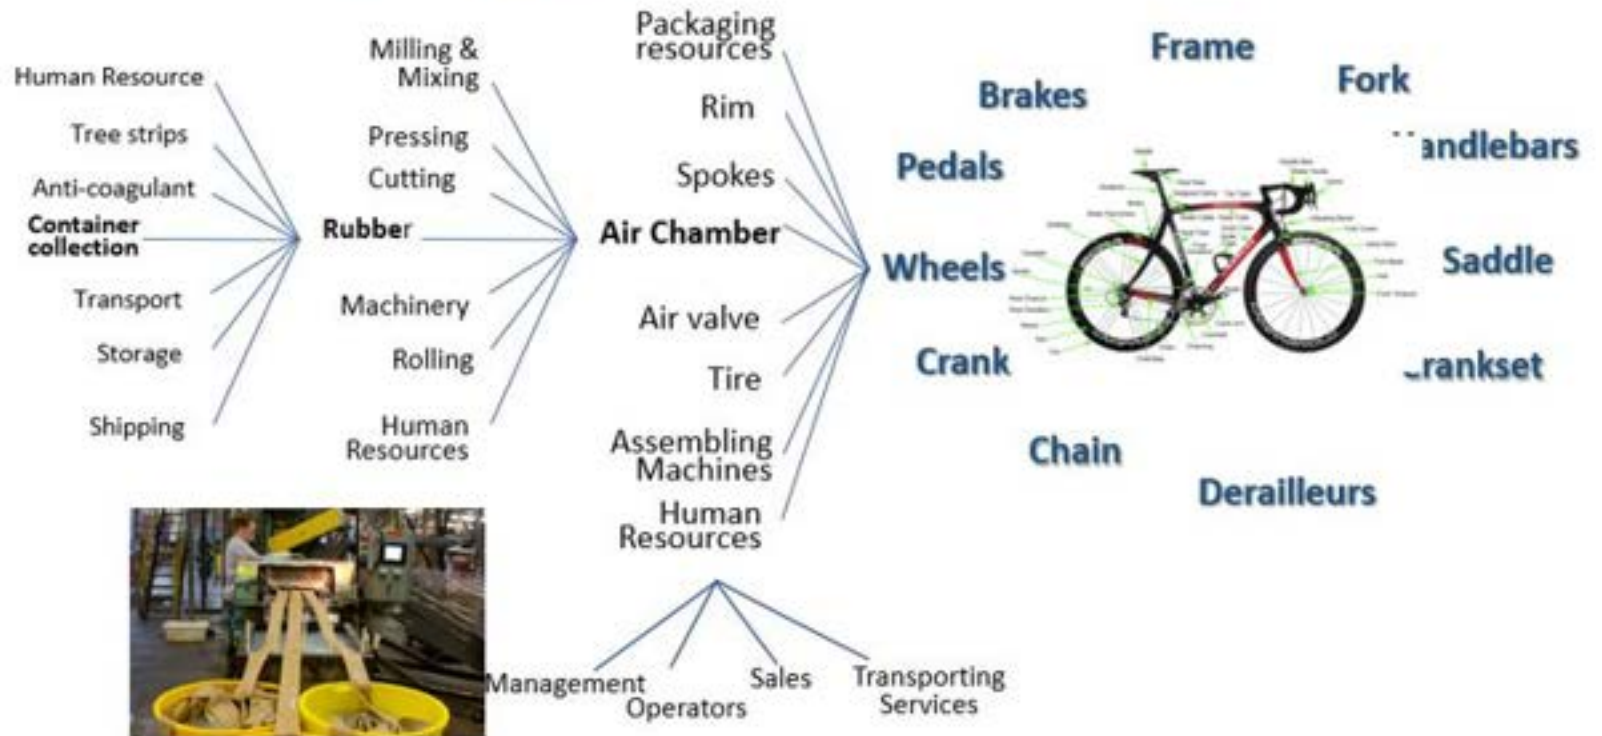 Human Resource
Tree strips
Anti-coagulant
Container
collection
Transport
Storage
Shipping
Milling &
Mixing
Pressing
Cutting
Rubber
Machinery
Rolling
Human
Resources
Packaging
resources
Rim
Spokes
Air Chamber
Air valve
Tire
Assembling
Machines
Human
Resources
Management
Operators
Sales
Transporting
Services
Frame
Fork
Brakes
andlebars
Pedals
Wheels
Saddle
Crank
rankset
Chain
Derailleurs